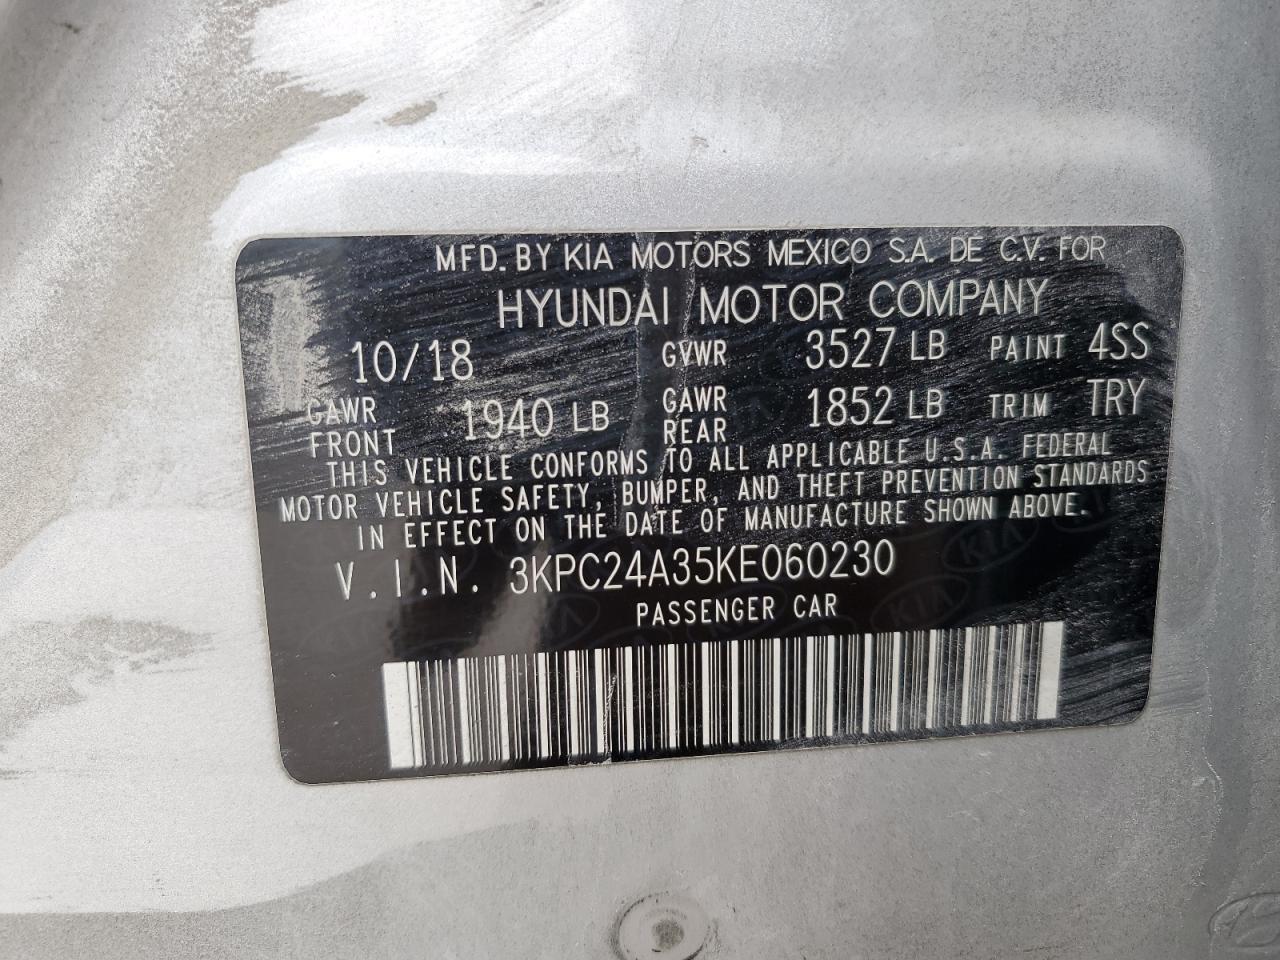 MFD. BY KIA MOTORS MEXICO S.A. DE C.V. FOR
HYUNDAI MOTOR COMPANY
10/18 GVWR 3527 LB PAINT 4SS
GAWR FRONT 1940 LB GAWR REAR 1852 LB TRIM TRY
THIS VEHICLE CONFORMS TO ALL APPLICABLE U.S.A. FEDERAL
MOTOR VEHICLE SAFETY, BUMPER, AND THEFT PREVENTION STANDARDS
IN EFFECT ON THE DATE OF MANUFACTURE SHOWN ABOVE.
V.I.N. 3KPC24A35KE060230
PASSENGER CAR